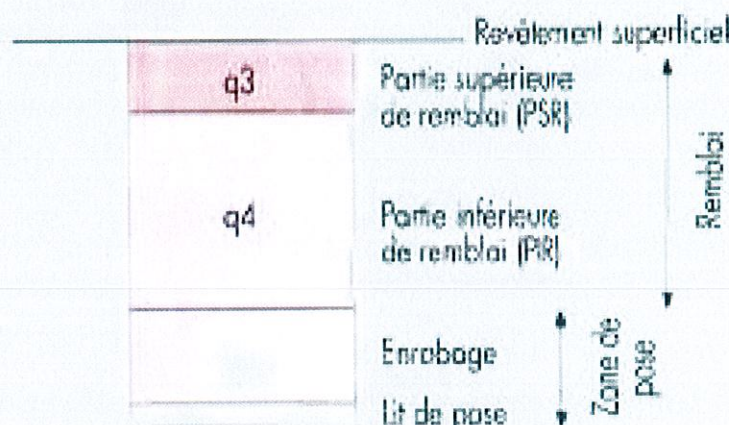 Revêtement superficiel
q3
Partie supérieure
de remblai (PSR)
q4
Partie inférieure
de remblai (PIR)
Remblai
Enrobage
Lit de pose
Zone de
pose